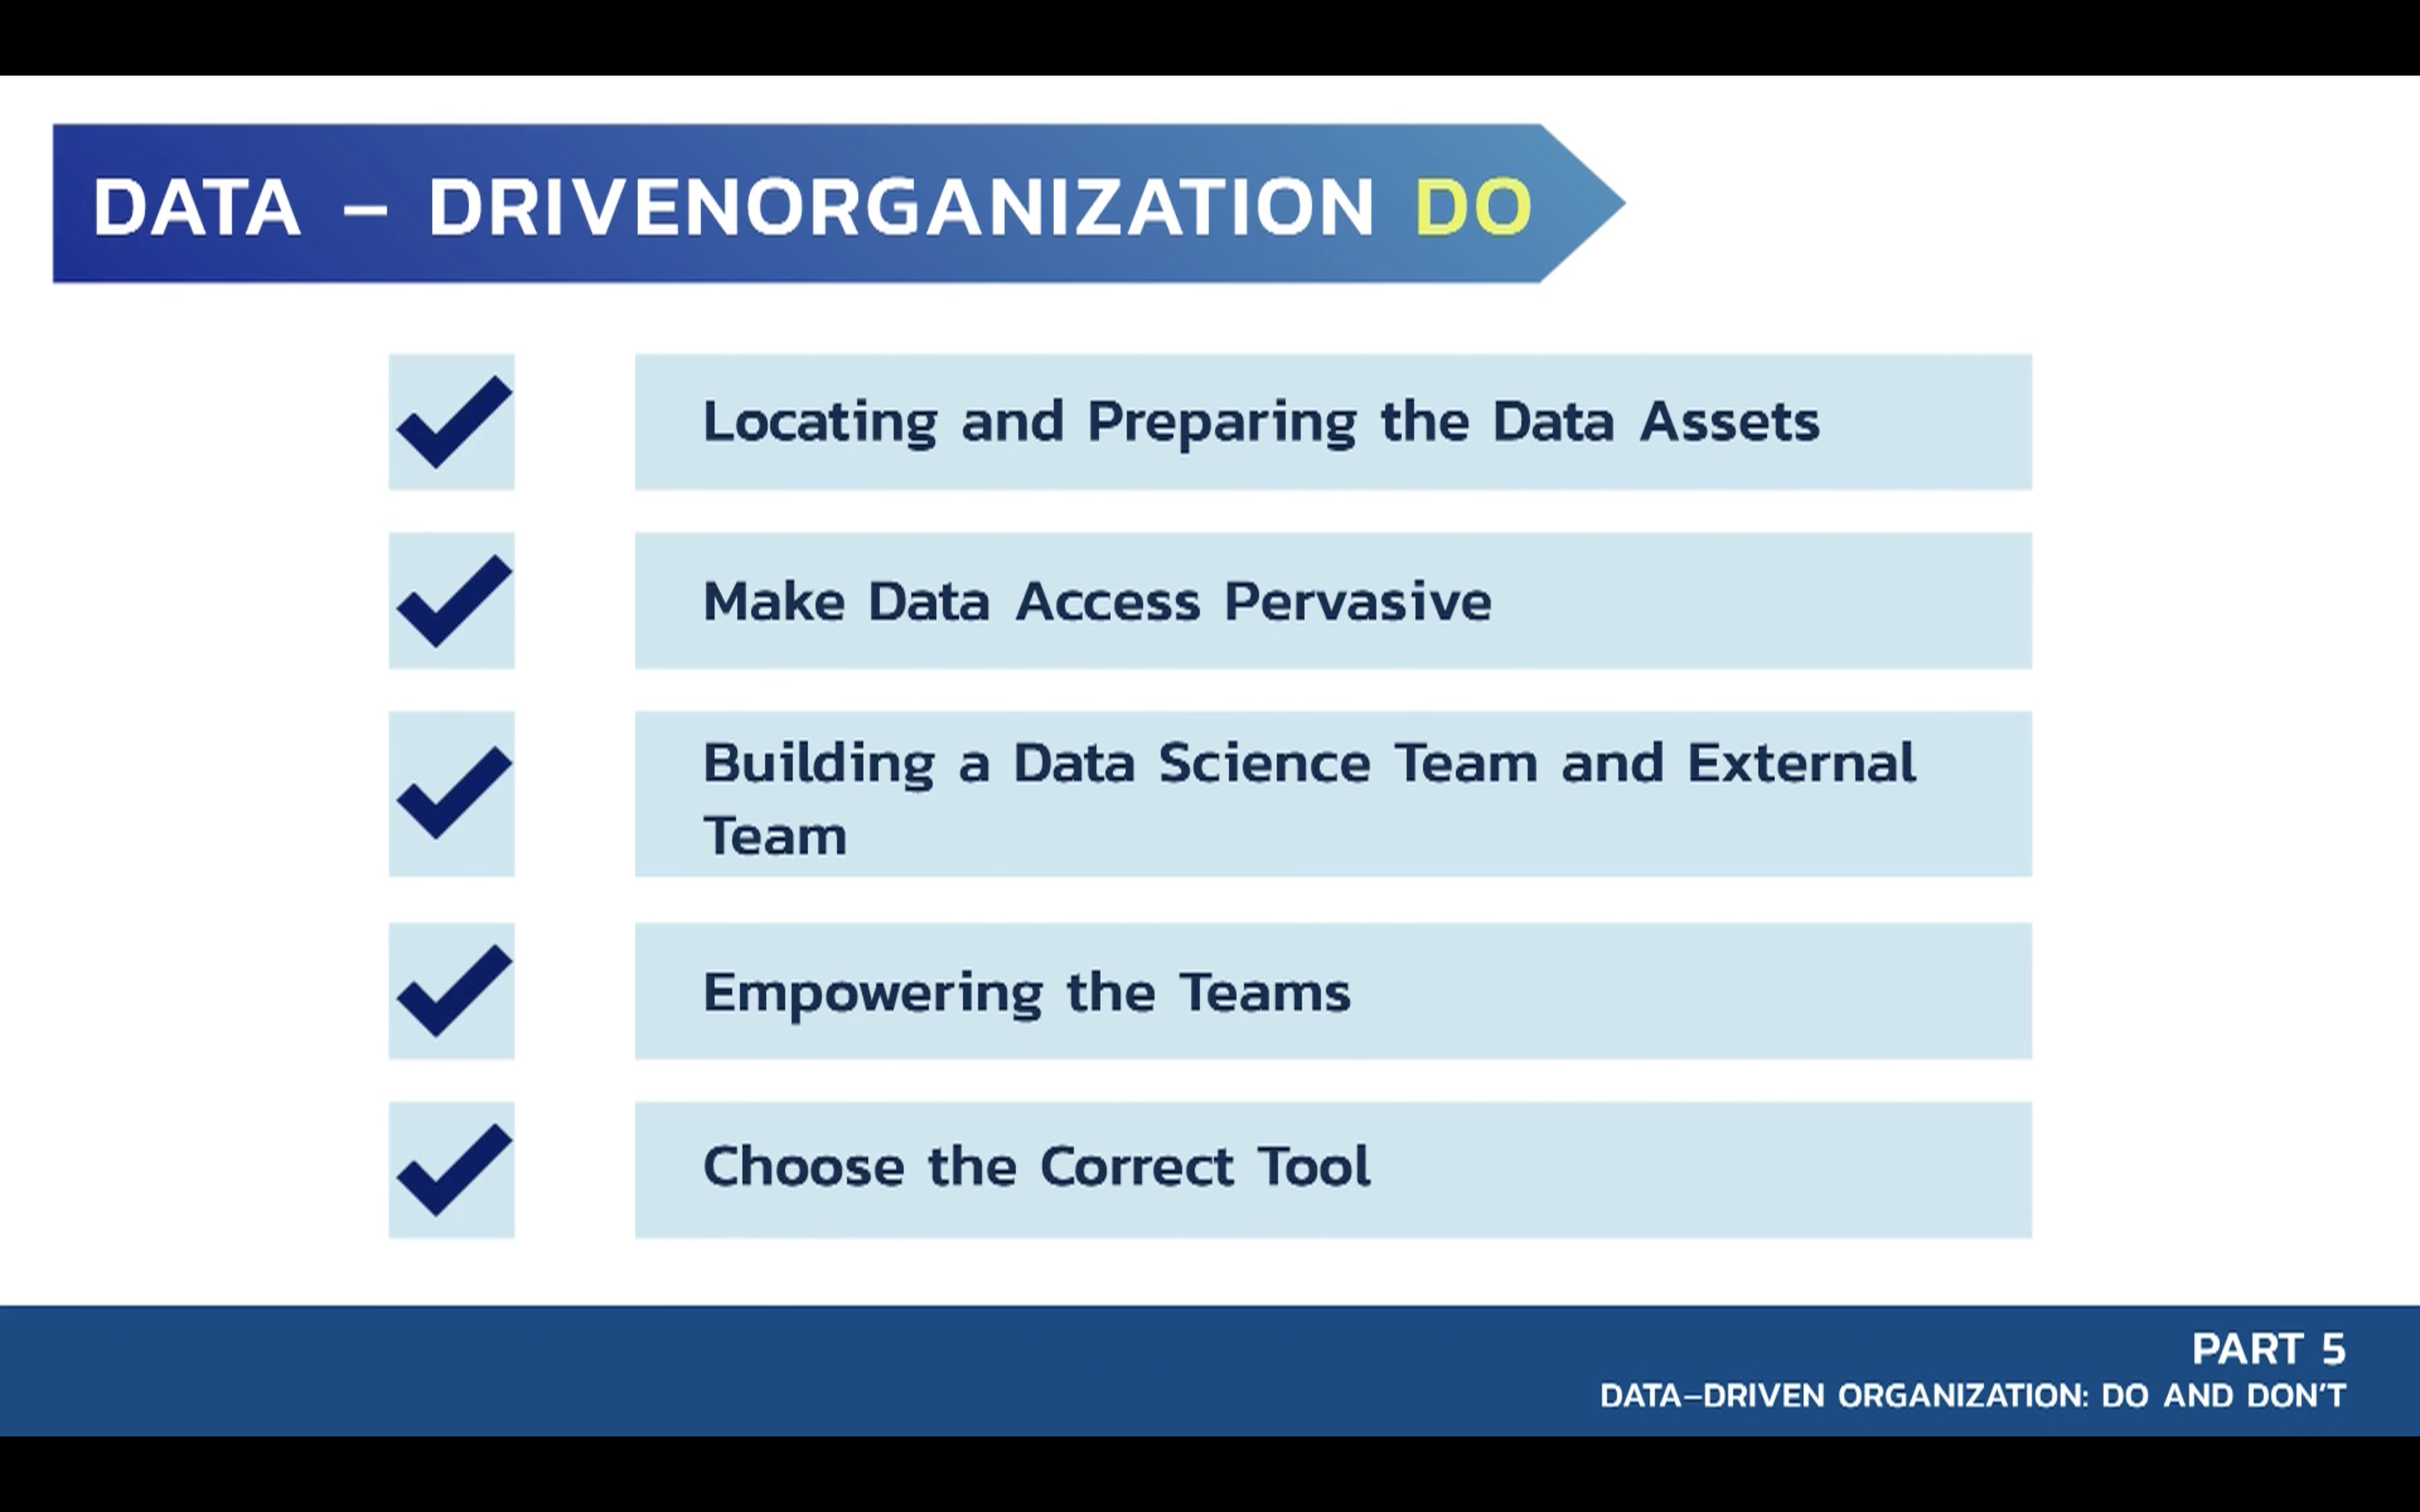 DATA – DRIVENORGANIZATION DO
Locating and Preparing the Data Assets
Make Data Access Pervasive
Building a Data Science Team and External
Team
Empowering the Teams
Choose the Correct Tool
PART 5
DATA–DRIVEN ORGANIZATION: DO AND DON'T